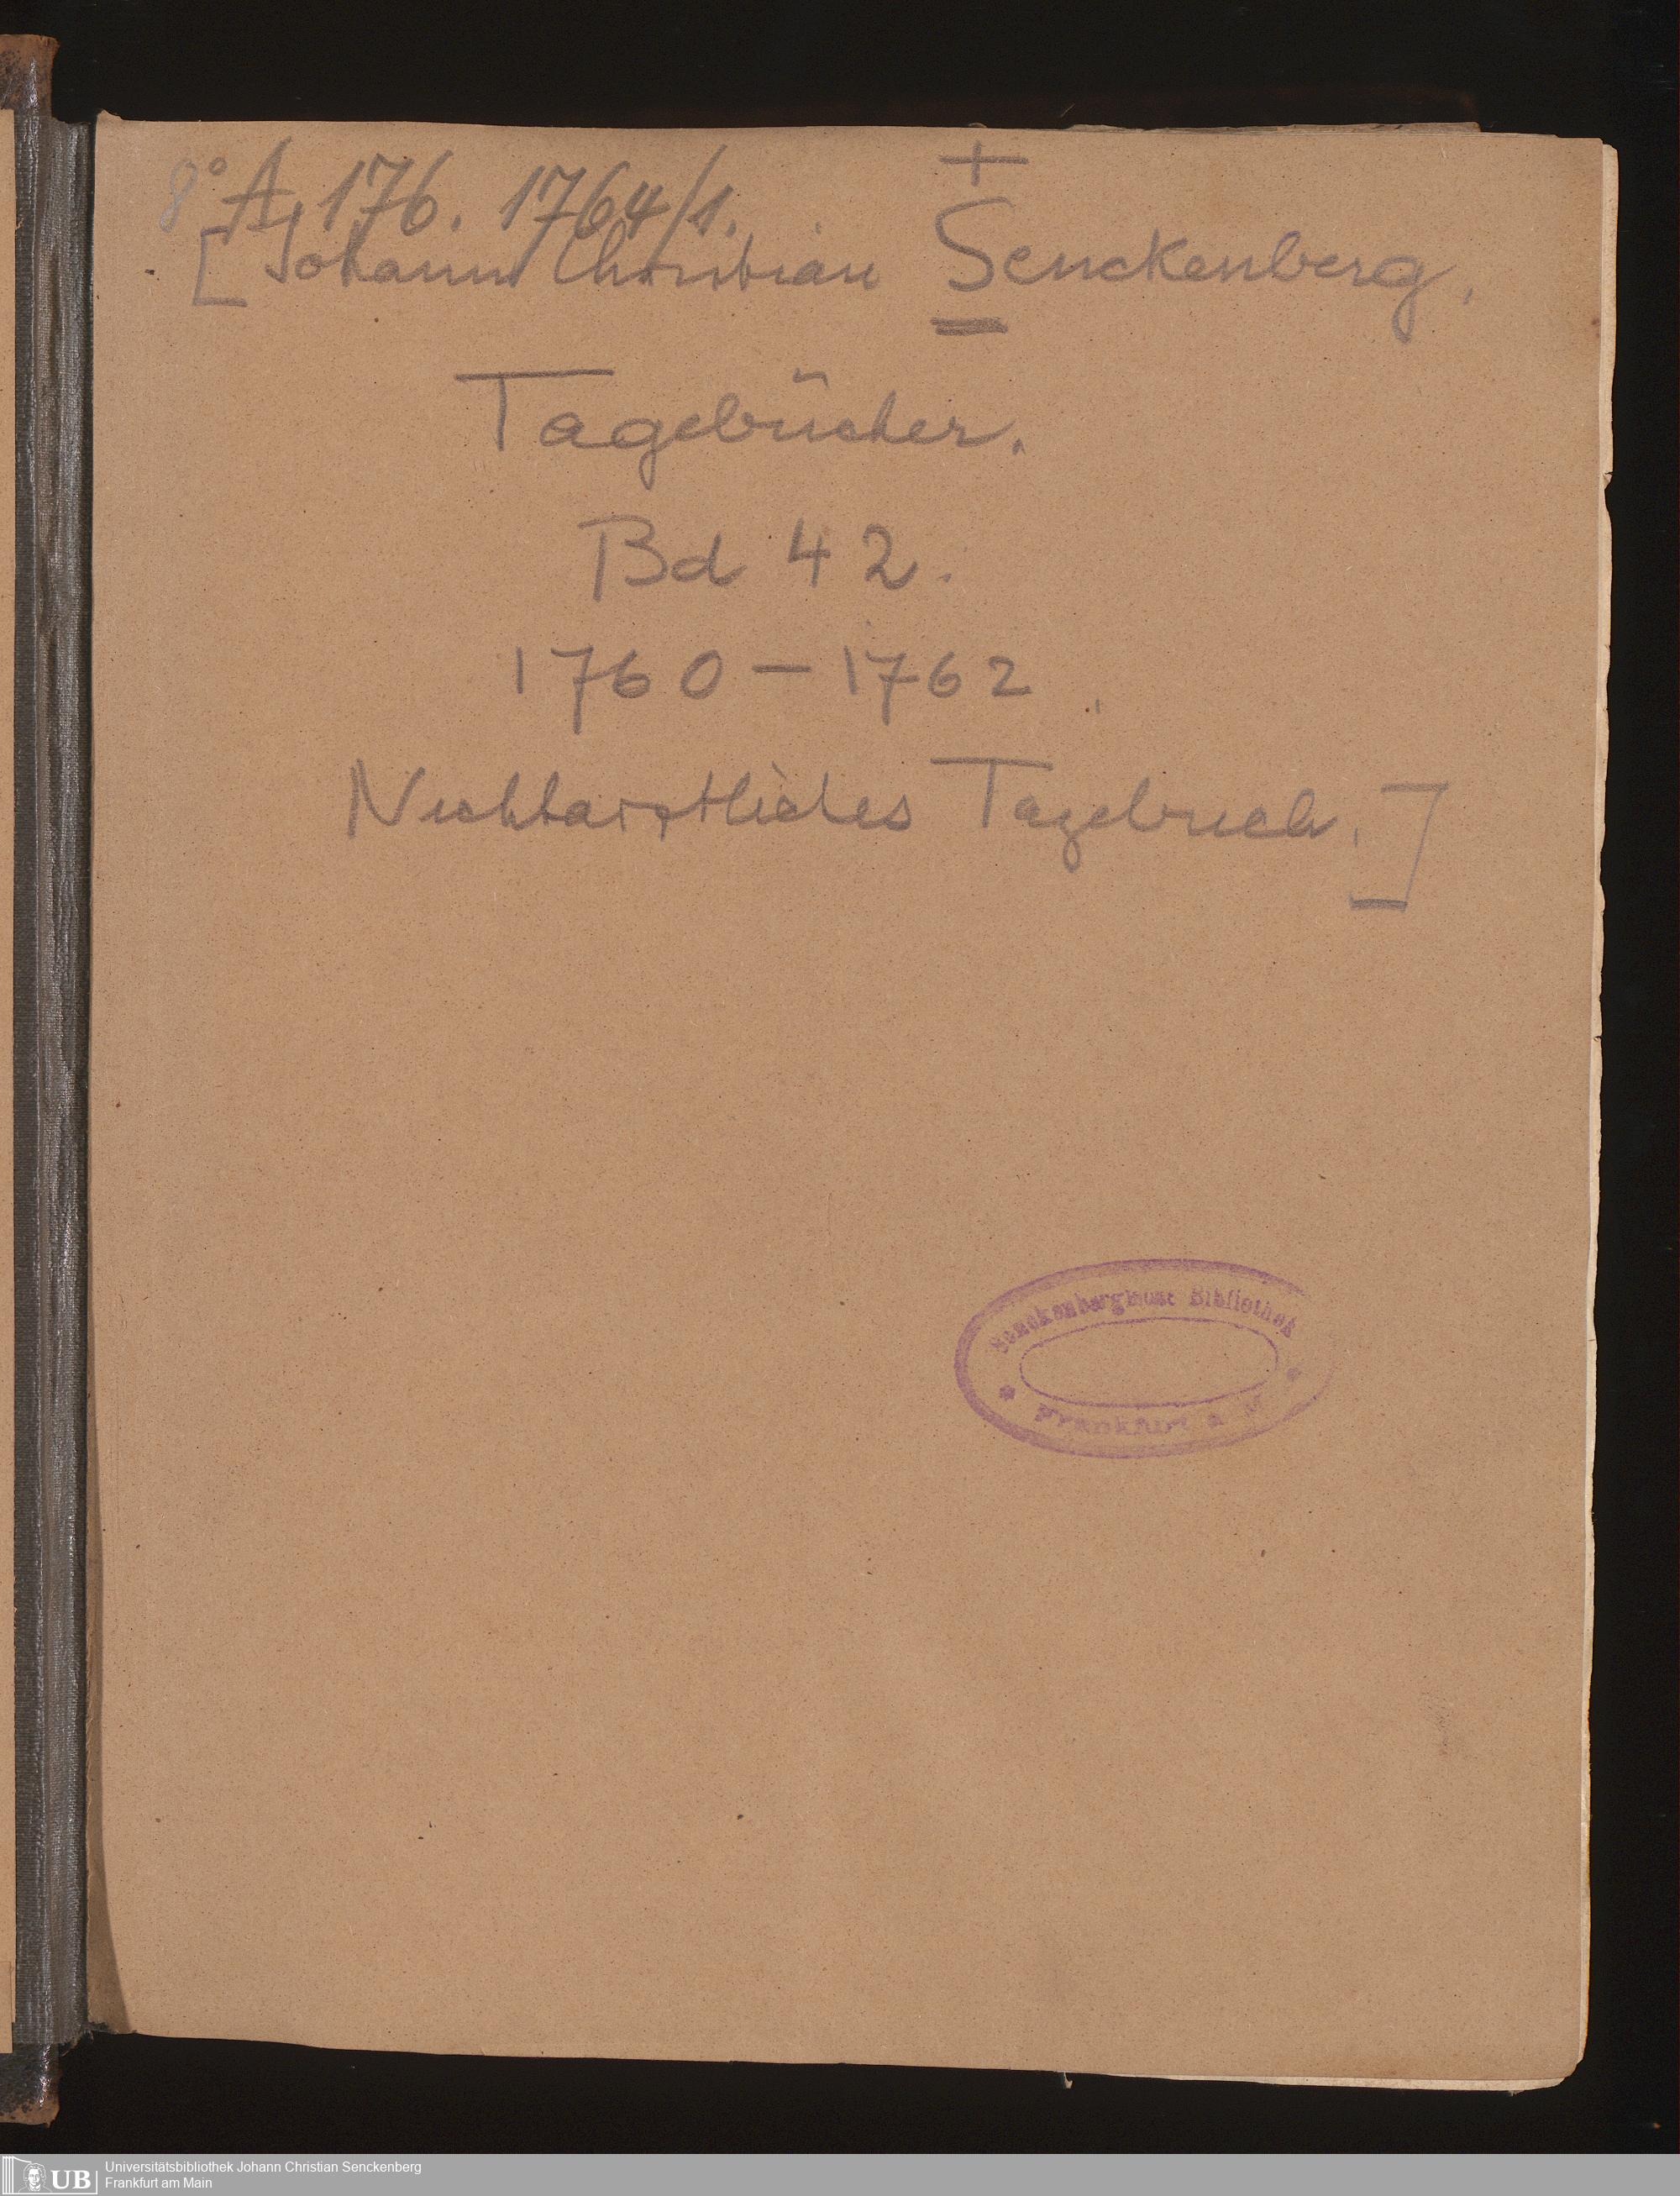 8° A 176. 1764/1. +
[Johann Christian Senckenberg.
Tagebücher.
Bd 42.
1760-1762.
Nichtärztliches Tagebuch.]
Senckenbergische Bibliothek
* Frankfurt a M *
UB
Universitätsbibliothek Johann Christian Senckenberg
Frankfurt am Main